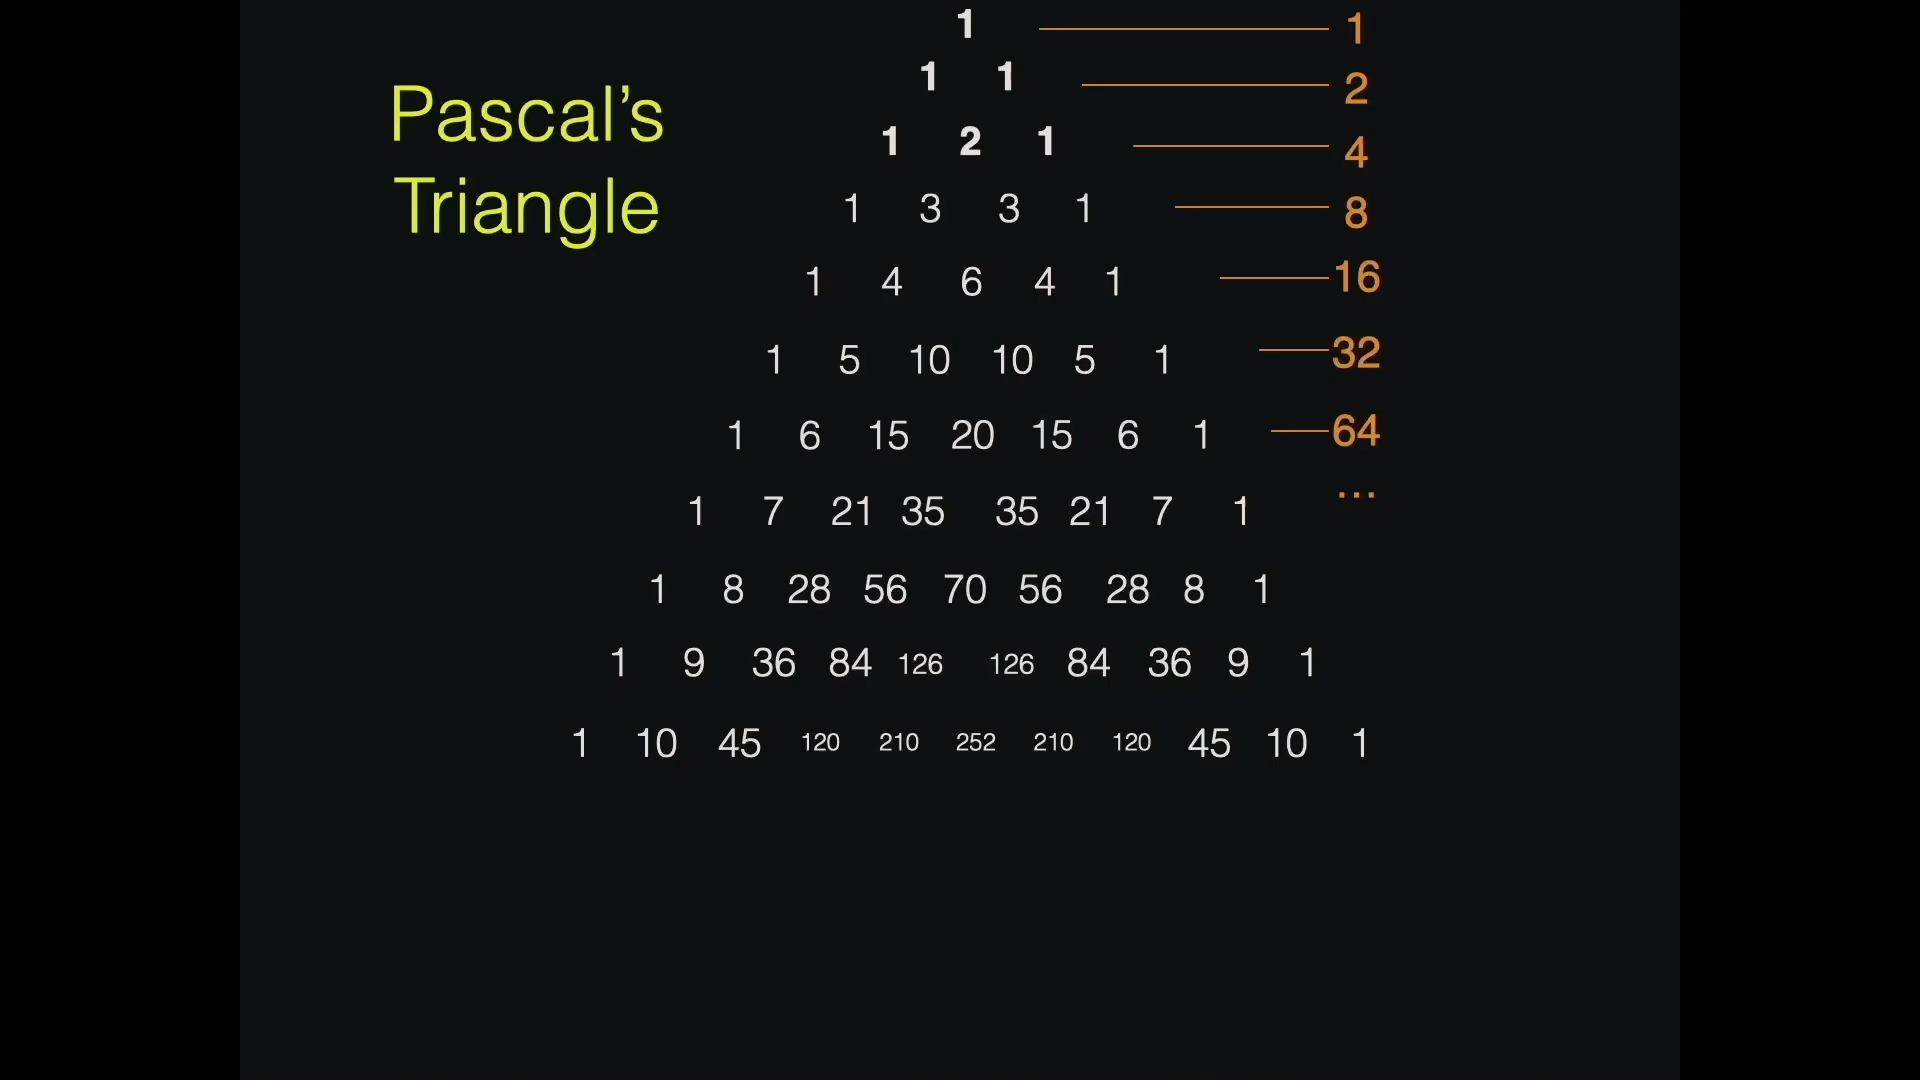 Pascal's
Triangle
1 1
1 1 2
1 2 1 4
1 3 3 1 8
1 4 6 4 1 16
1 5 10 10 5 1 32
1 6 15 20 15 6 1 64
...
1 7 21 35 35 21 7 1
1 8 28 56 70 56 28 8 1
1 9 36 84 126 126 84 36 9 1
1 10 45 120 210 252 210 120 45 10 1